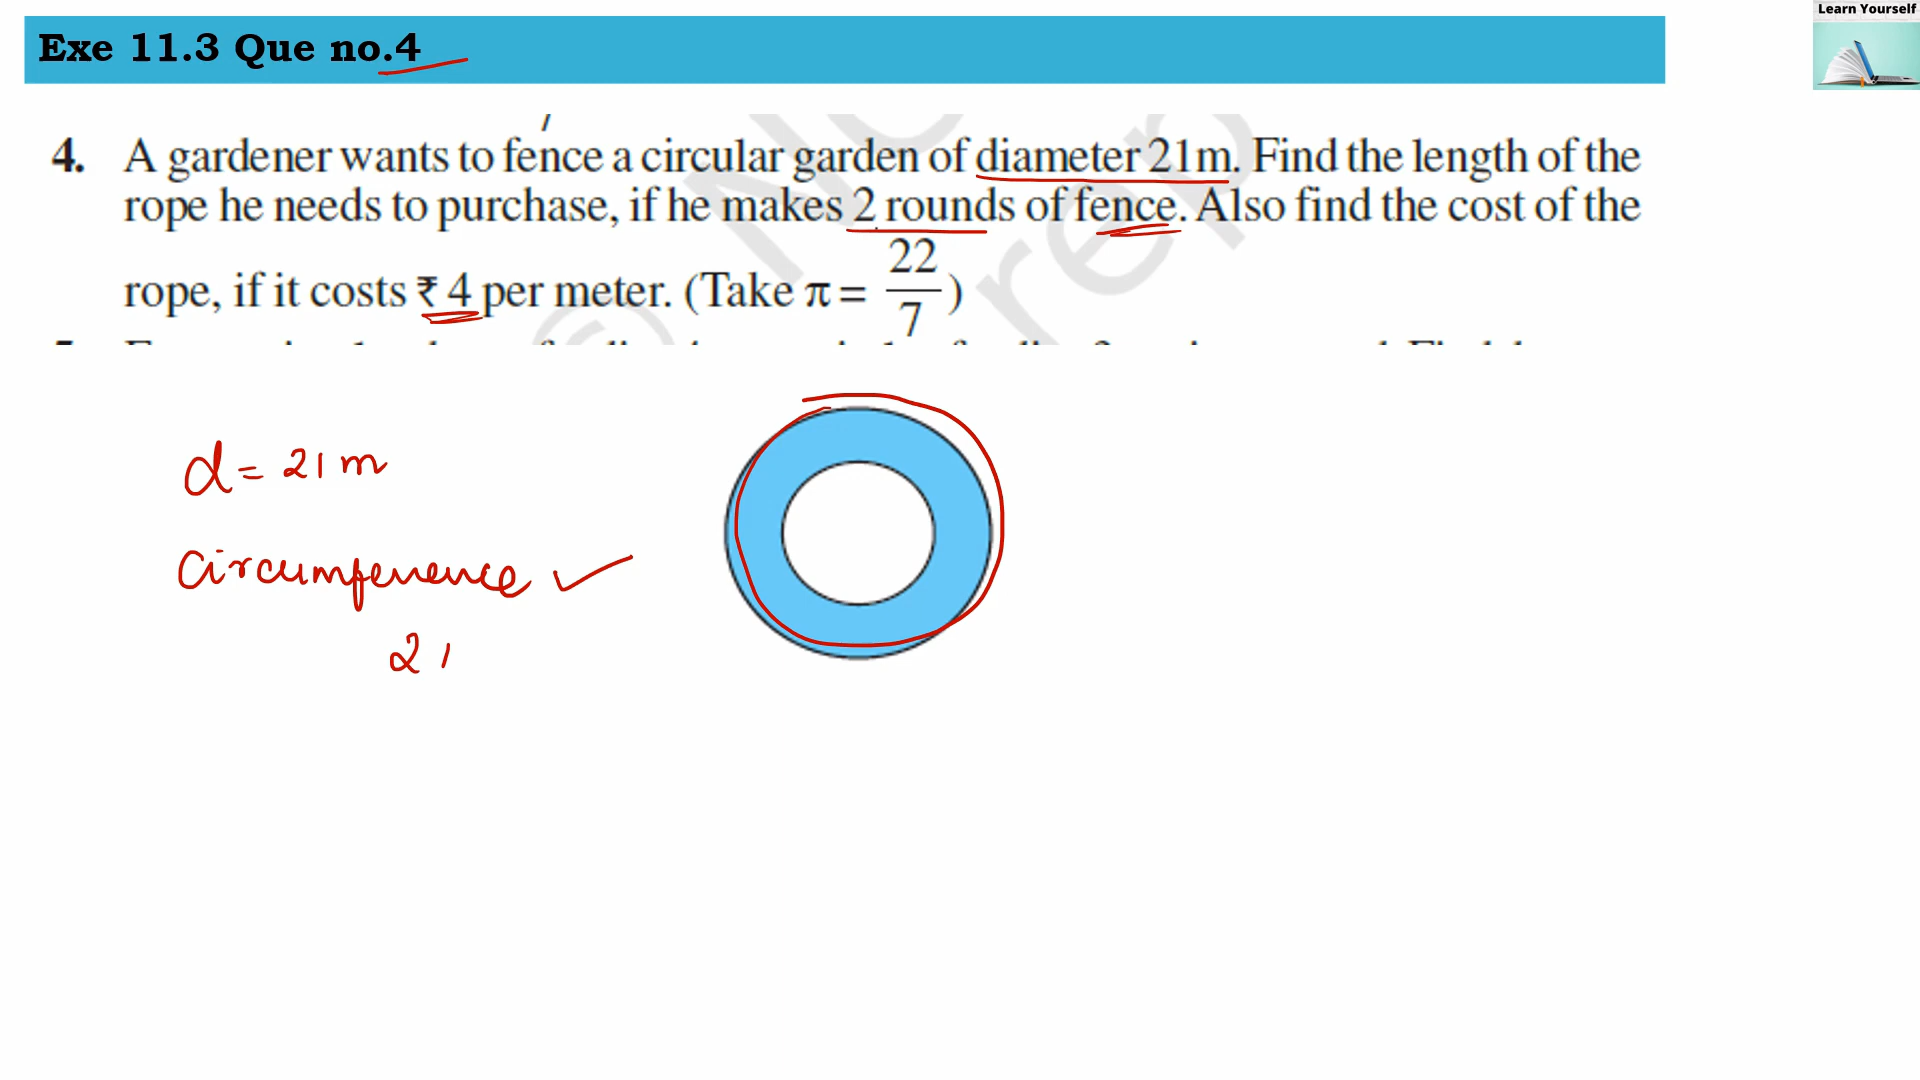 Learn Yourself
Exe 11.3 Que no.4
4. A gardener wants to fence a circular garden of diameter 21m. Find the length of the
rope he needs to purchase, if he makes 2 rounds of fence. Also find the cost of the
rope, if it costs ₹ 4 per meter. (Take π = 22/7)
d = 21 m
Circumference ✓
2